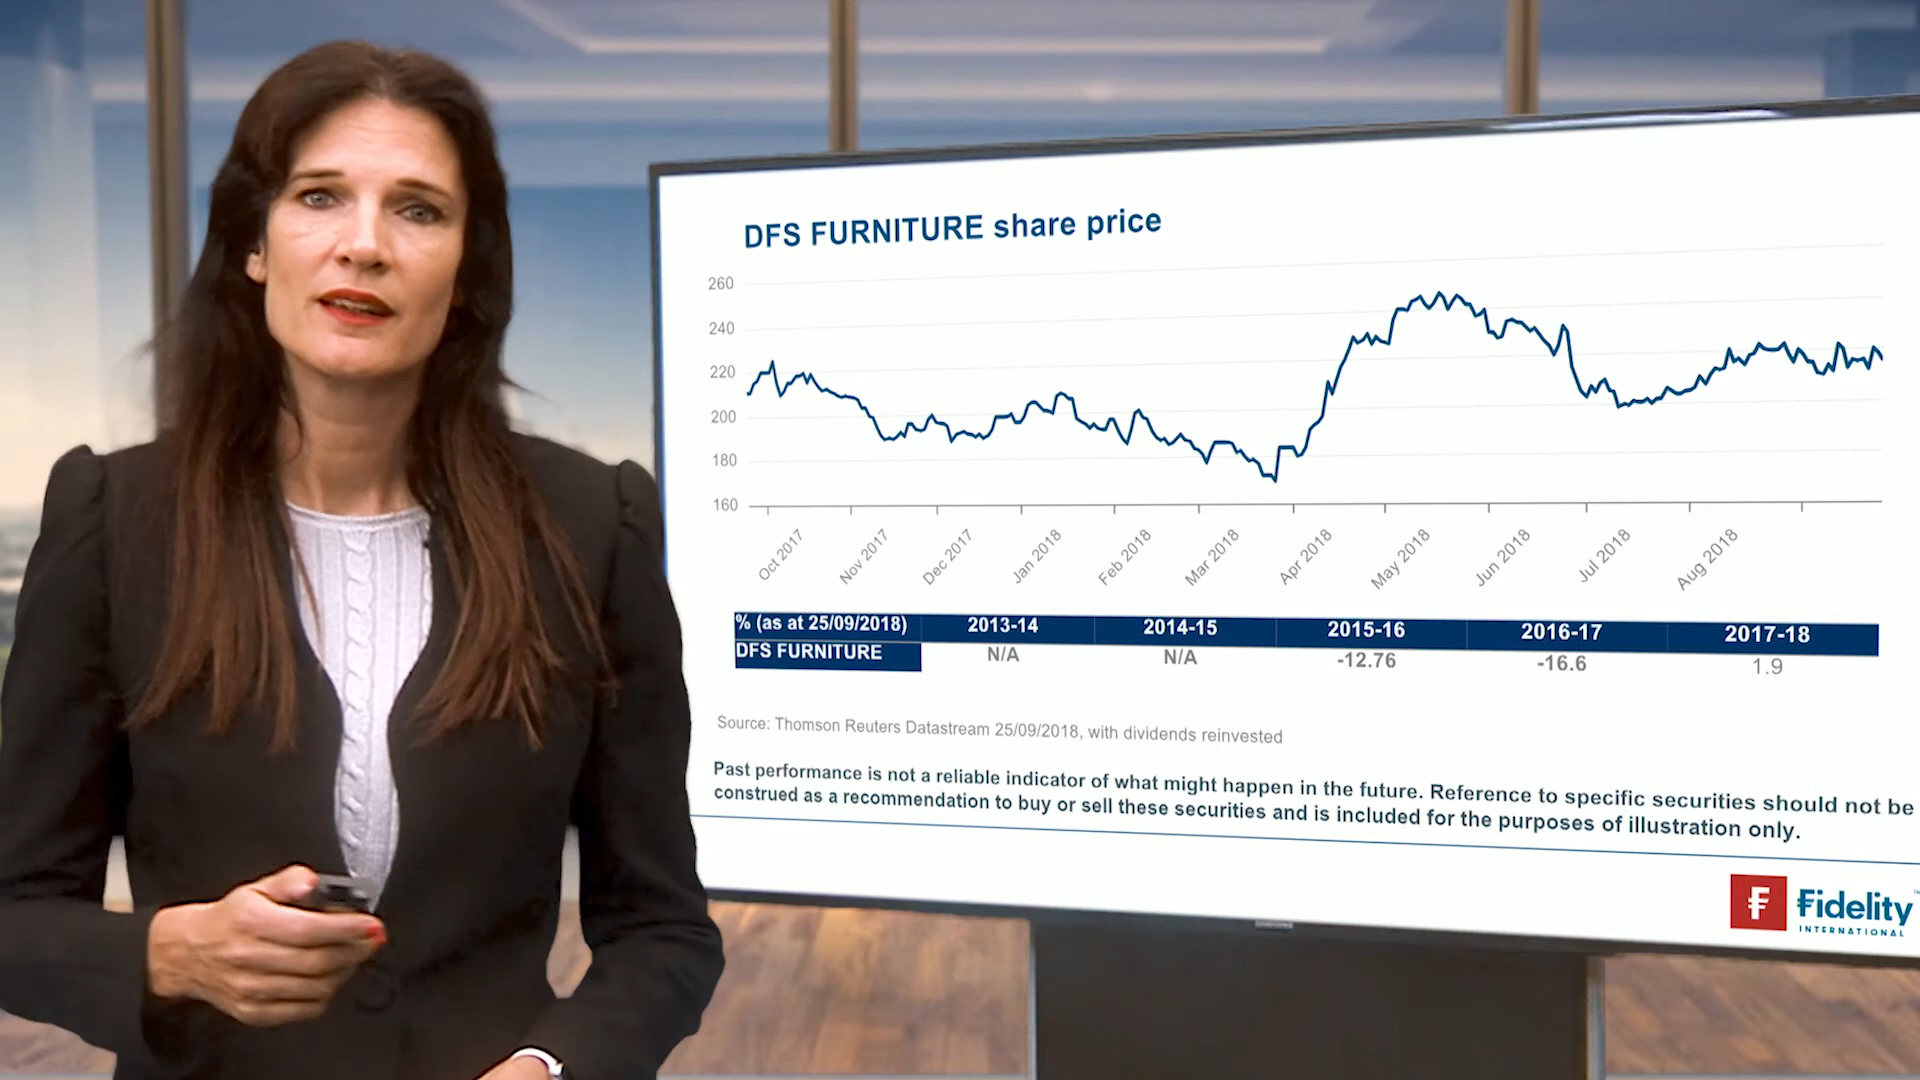 DFS FURNITURE share price
260
240
220
200
180
160
Oct 2017
Nov 2017
Dec 2017
Jan 2018
Feb 2018
Mar 2018
Apr 2018
May 2018
Jun 2018
Jul 2018
Aug 2018
% (as at 25/09/2018) 2013-14 2014-15 2015-16 2016-17 2017-18
DFS FURNITURE N/A N/A -12.76 -16.6 1.9
Source: Thomson Reuters Datastream 25/09/2018, with dividends reinvested
Past performance is not a reliable indicator of what might happen in the future. Reference to specific securities should not be
construed as a recommendation to buy or sell these securities and is included for the purposes of illustration only.
Fidelity
INTERNATIONAL